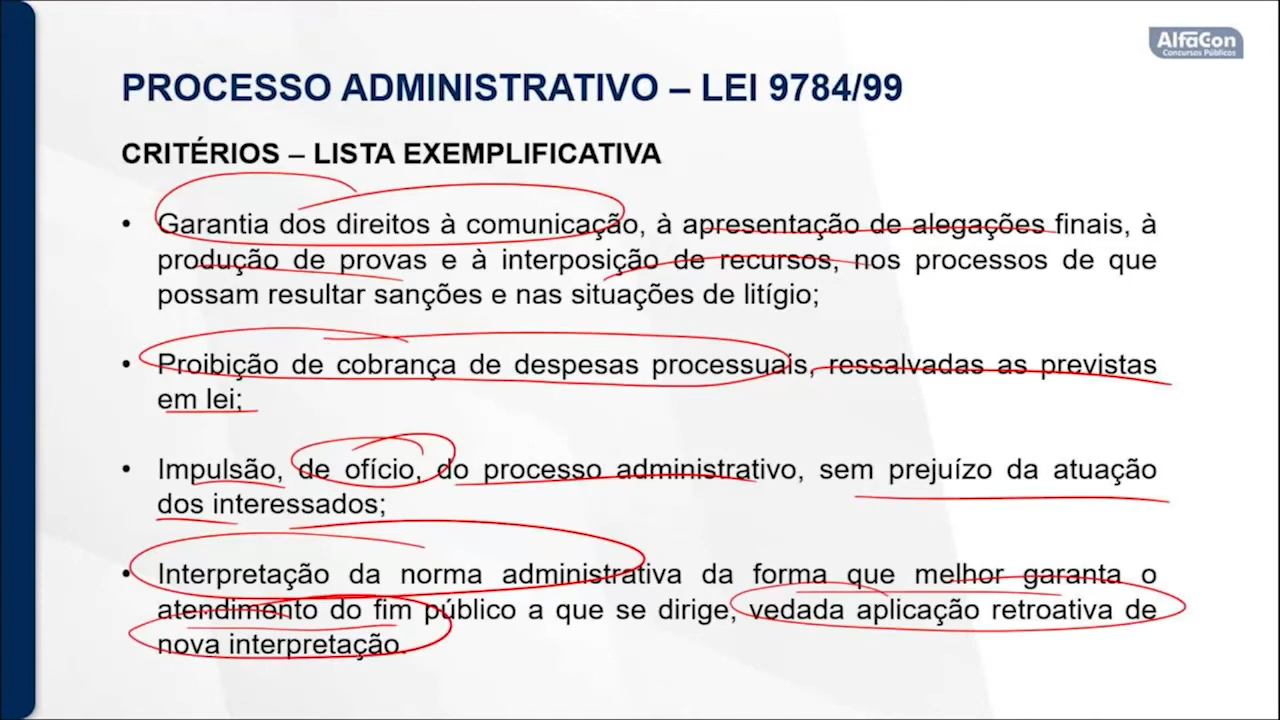 AlfaCon
Concursos Públicos
PROCESSO ADMINISTRATIVO – LEI 9784/99
CRITÉRIOS – LISTA EXEMPLIFICATIVA
• Garantia dos direitos à comunicação, à apresentação de alegações finais, à
produção de provas e à interposição de recursos, nos processos de que
possam resultar sanções e nas situações de litígio;
• Proibição de cobrança de despesas processuais, ressalvadas as previstas
em lei;
• Impulsão, de ofício, do processo administrativo, sem prejuízo da atuação
dos interessados;
• Interpretação da norma administrativa da forma que melhor garanta o
atendimento do fim público a que se dirige, vedada aplicação retroativa de
nova interpretação.